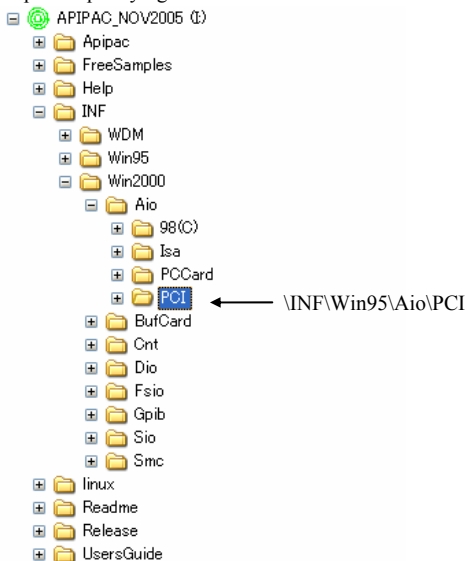 APIPAC_NOV2005 (I:)
Apipac
FreeSamples
Help
INF
WDM
Win95
Win2000
Aio
98(C)
Isa
PCCard
PCI
\INF\Win95\Aio\PCI
BufCard
Cnt
Dio
Fsio
Gpib
Sio
Smc
linux
Readme
Release
UsersGuide